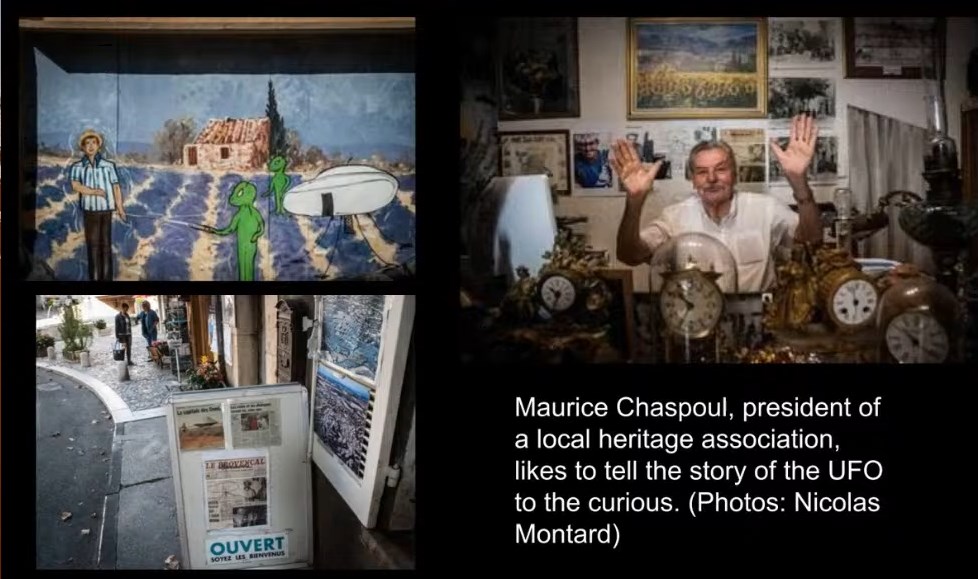 LE PROVENÇAL
OUVERT
SOYEZ LES BIENVENUS
Maurice Chaspoul, president of
a local heritage association,
likes to tell the story of the UFO
to the curious. (Photos: Nicolas
Montard)